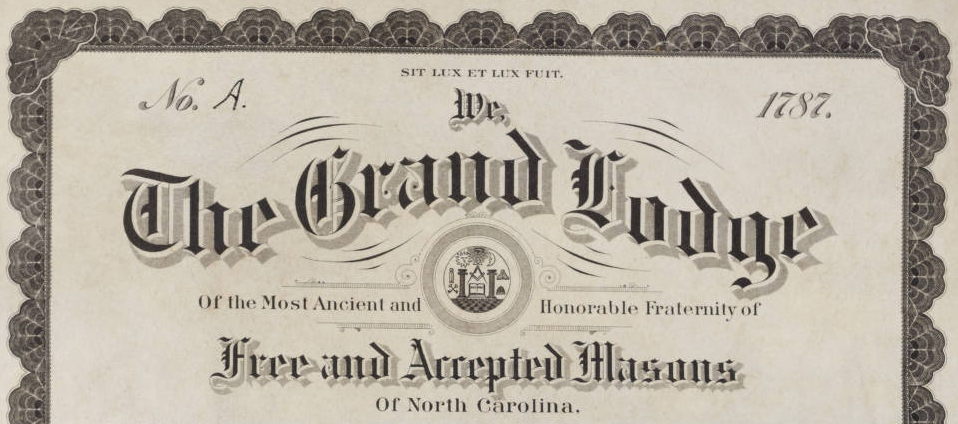 SIT LUX ET LUX FUIT.
No. A. 1787.
We,
The Grand Lodge
Of the Most Ancient and Honorable Fraternity of
Free and Accepted Masons
Of North Carolina.